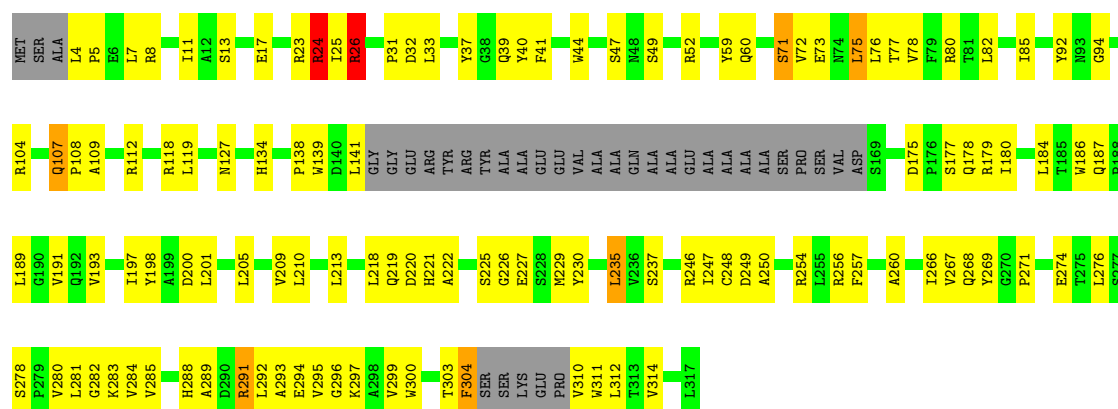 MET SER ALA L4 P5 E6 L7 R8 I11 A12 S13 E17 R23 R24 I25 R26 P31 D32 L33 Y37 G38 Q39 Y40 F41 W44 S47 N48 S49 R52 Y59 Q60 S71 V72 E73 N74 L75 L76 T77 V78 F79 R80 T81 L82 I85 Y92 N93 G94
R104 Q107 P108 A109 R112 R118 L119 N127 H134 P138 W139 D140 L141 GLY GLY GLU ARG TYR ARG TYR ALA ALA GLU GLU VAL ALA ALA GLN ALA ALA ALA GLU ALA ALA ALA ALA SER PRO SER VAL ASP S169 D175 P176 S177 Q178 R179 I180 L184 T185 W186 Q187 R188
L189 G190 V191 Q192 V193 I197 Y198 A199 D200 L201 L205 V209 L210 L213 L218 Q219 D220 H221 A222 S225 G226 E227 S228 M229 Y230 L235 V236 S237 R246 I247 C248 D249 A250 R254 L255 R256 F257 A260 I266 V267 Q268 Y269 G270 P271 E274 T275 L276 S277
S278 P279 V280 L281 G282 K283 V284 V285 H288 A289 D290 R291 L292 A293 E294 V295 G296 K297 A298 V299 W300 T303 F304 SER SER LYS GLU PRO V310 W311 L312 T313 V314 L317